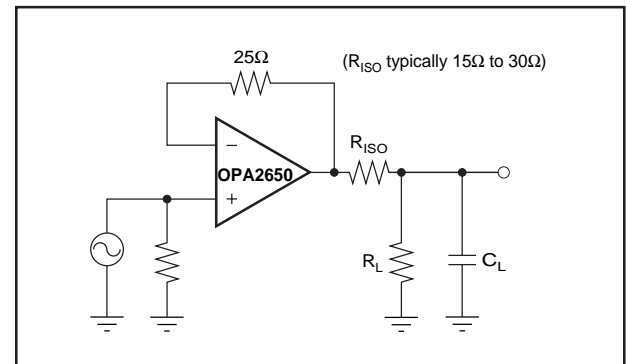 25Ω
(R_ISO typically 15Ω to 30Ω)
R_ISO
−
OPA2650
+
R_L
C_L